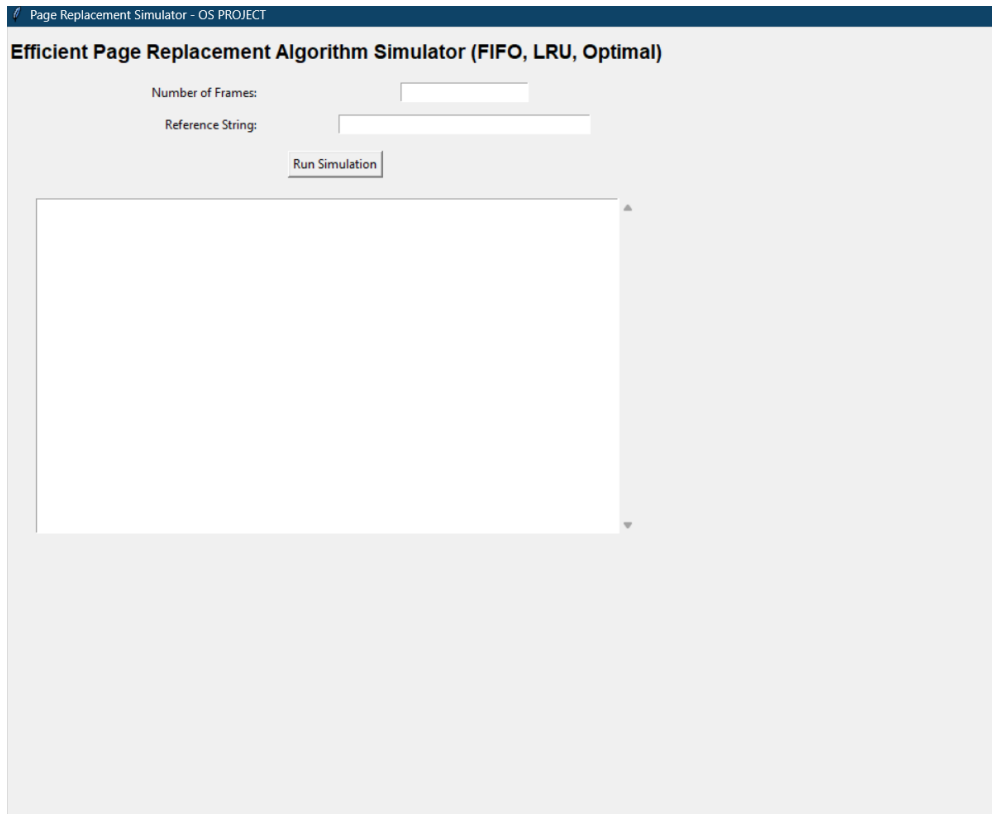 Page Replacement Simulator - OS PROJECT
Efficient Page Replacement Algorithm Simulator (FIFO, LRU, Optimal)
Number of Frames:
Reference String:
Run Simulation